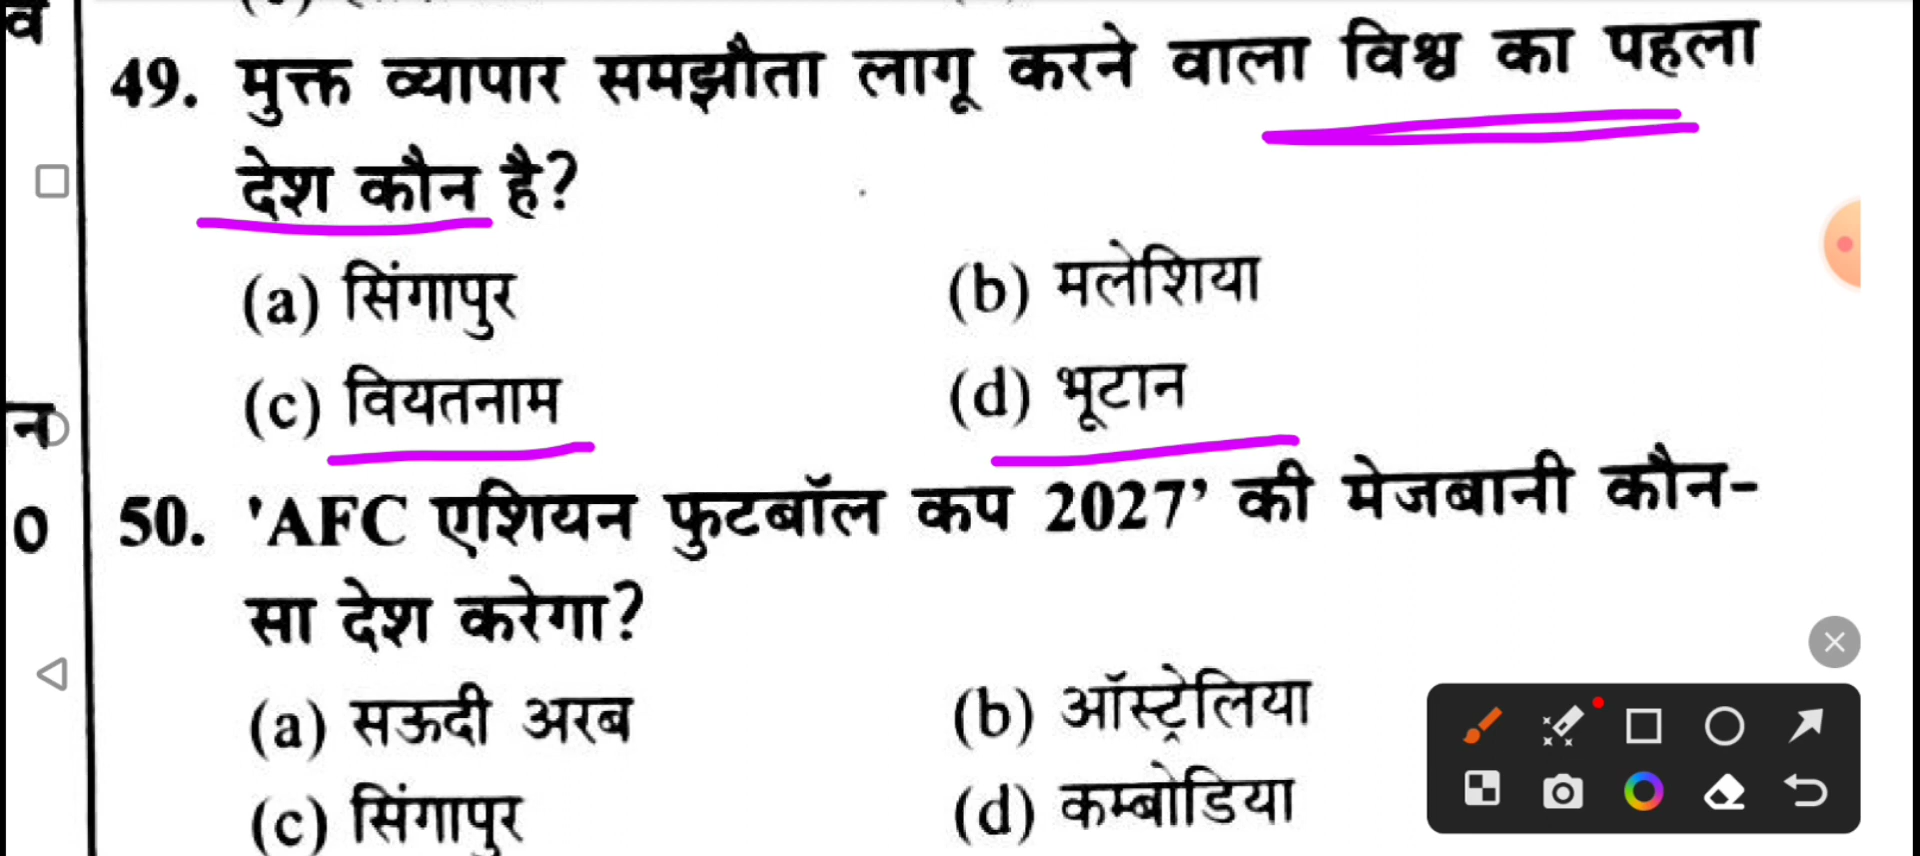 व
49. मुक्त व्यापार समझौता लागू करने वाला विश्व का पहला
देश कौन है?
(a) सिंगापुर
(b) मलेशिया
(c) वियतनाम
(d) भूटान
न
50. 'AFC एशियन फुटबॉल कप 2027’ की मेजबानी कौन-
0
सा देश करेगा?
(a) सऊदी अरब
(b) ऑस्ट्रेलिया
(c) सिंगापुर
(d) कम्बोडिया